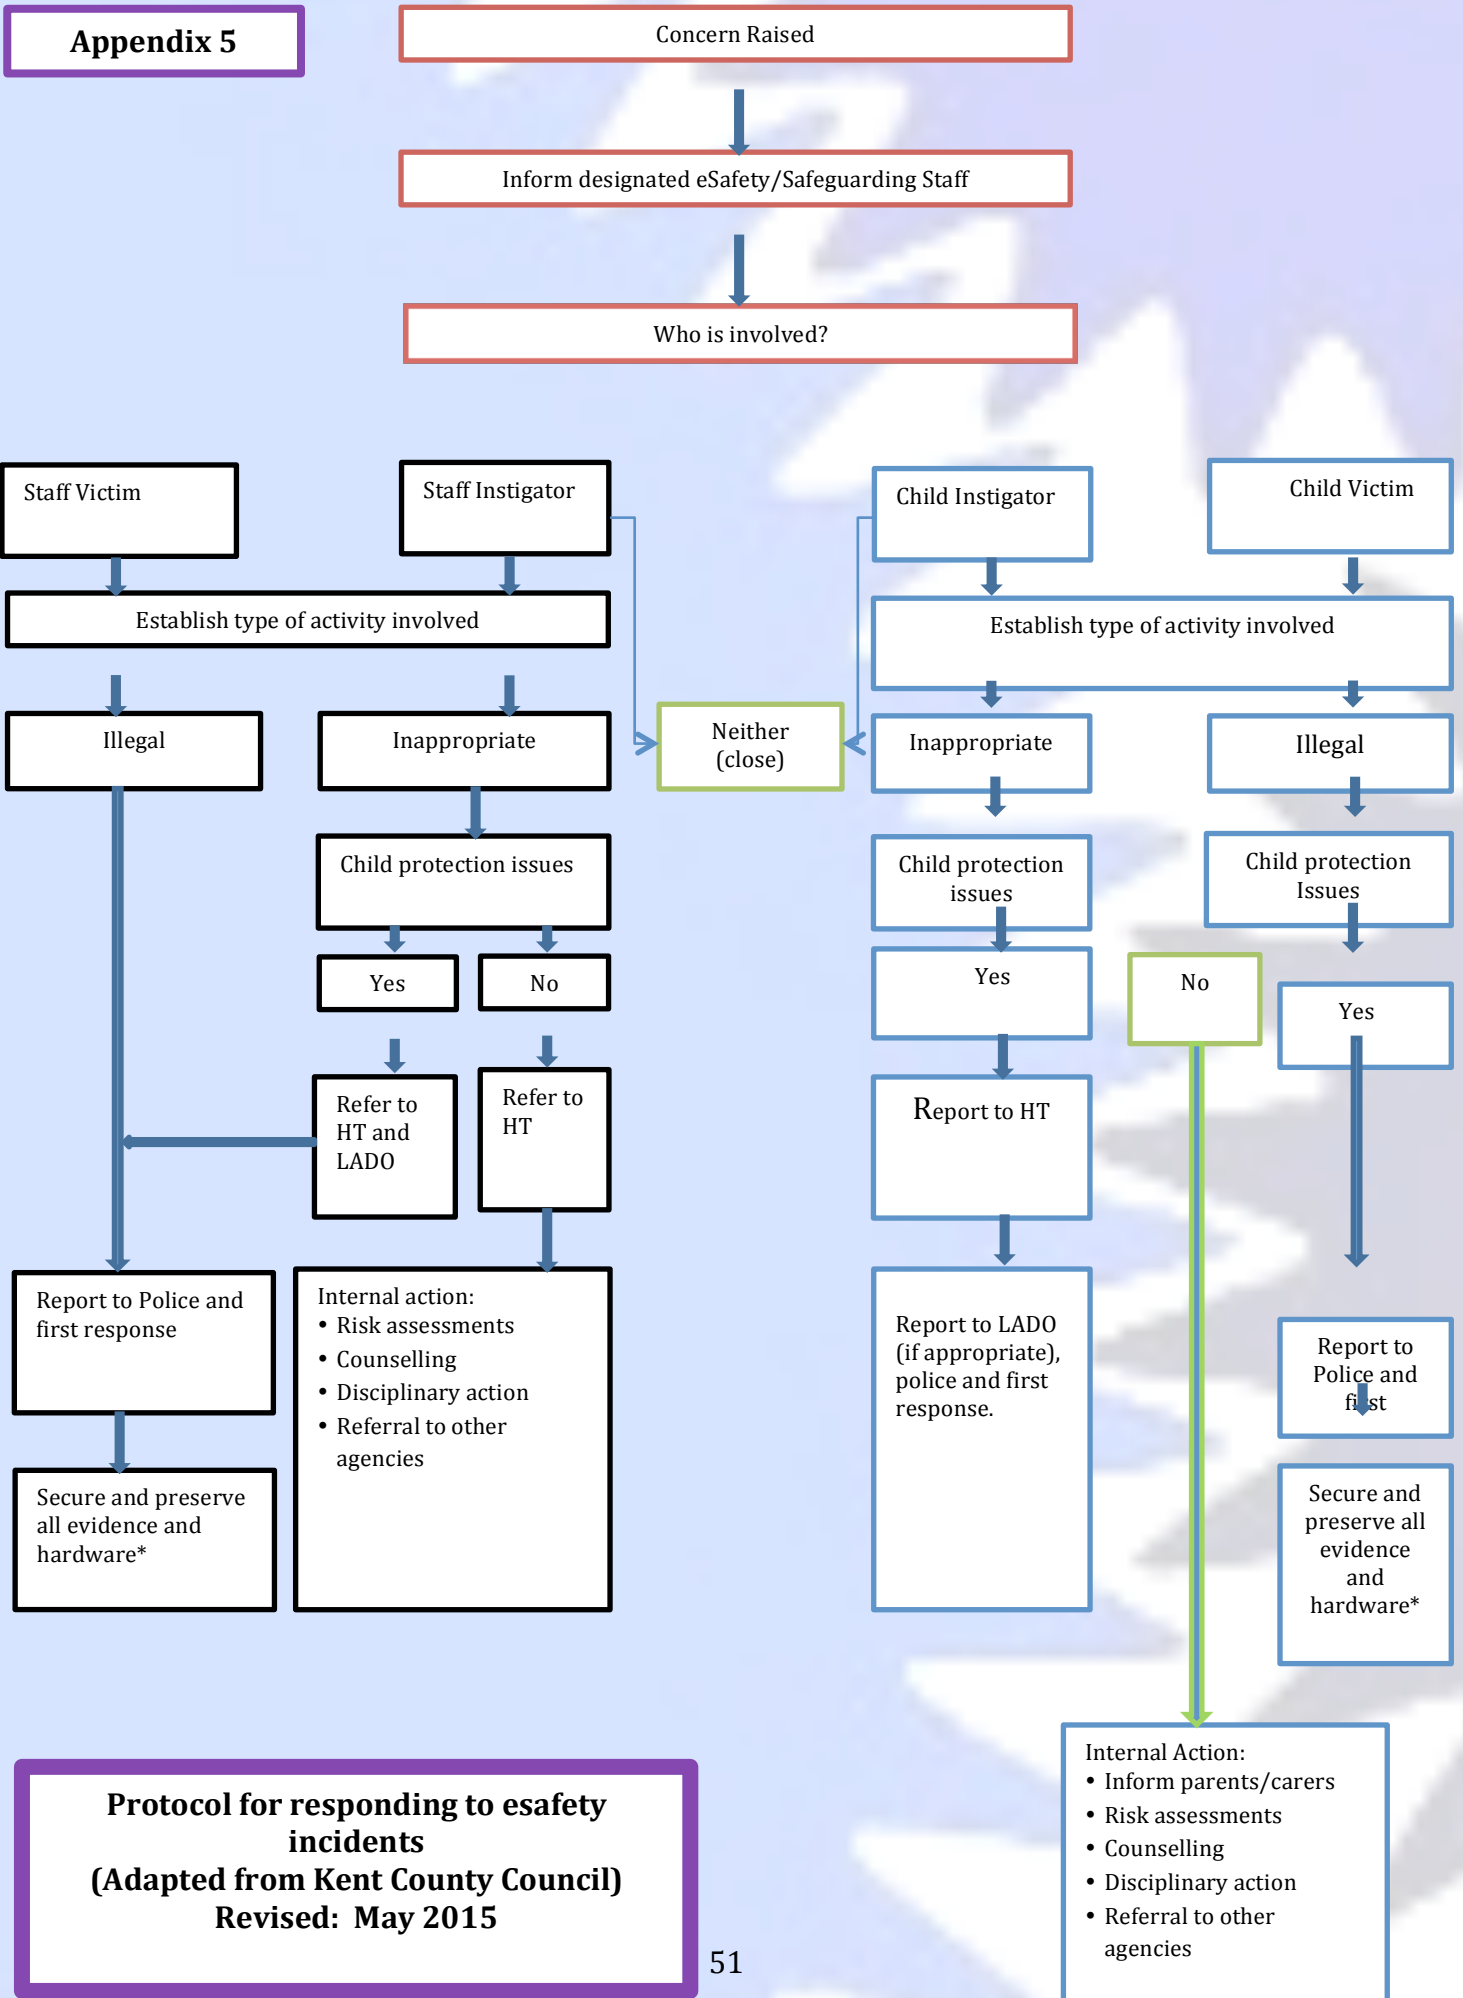 Appendix 5
Concern Raised
Inform designated eSafety/Safeguarding Staff
Who is involved?
Staff Victim
Staff Instigator
Child Instigator
Child Victim
Establish type of activity involved
Establish type of activity involved
Illegal
Inappropriate
Neither
(close)
Inappropriate
Illegal
Child protection issues
Child protection
issues
Child protection
Issues
Yes
No
Yes
No
Yes
Refer to
HT and
LADO
Refer to
HT
Report to HT
Report to Police and
first response
Internal action:
• Risk assessments
• Counselling
• Disciplinary action
• Referral to other
agencies
Report to LADO
(if appropriate),
police and first
response.
Report to
Police and
first
Secure and preserve
all evidence and
hardware*
Secure and
preserve all
evidence
and
hardware*
Internal Action:
• Inform parents/carers
• Risk assessments
• Counselling
• Disciplinary action
• Referral to other
agencies
Protocol for responding to esafety
incidents
(Adapted from Kent County Council)
Revised: May 2015
51